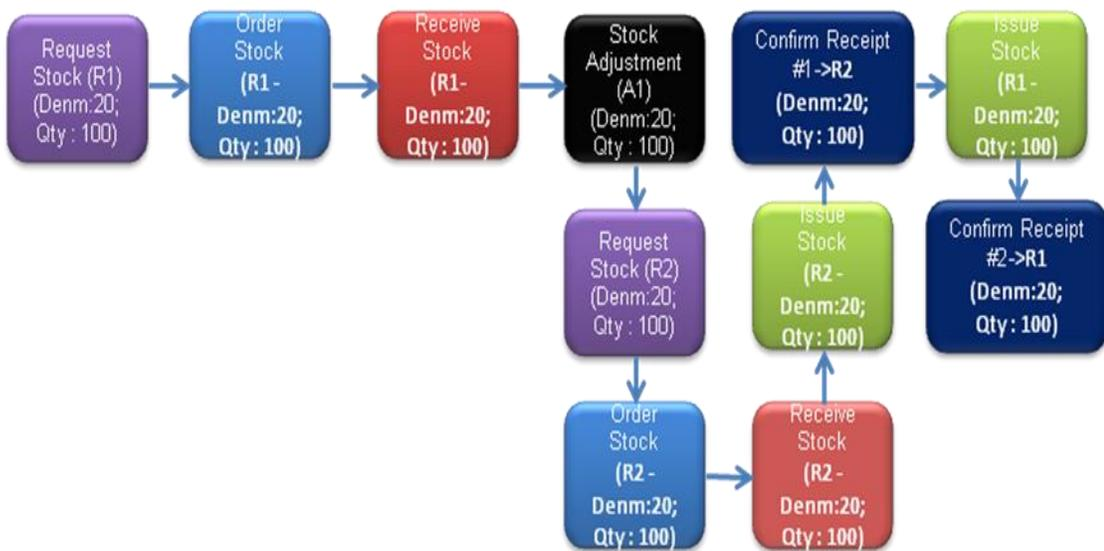 Request
Stock (R1)
(Denm:20;
Qty : 100)
Order
Stock
(R1 -
Denm:20;
Qty : 100)
Receive
Stock
(R1-
Denm:20;
Qty : 100)
Stock
Adjustment
(A1)
(Denm:20;
Qty : 100)
Request
Stock (R2)
(Denm:20;
Qty : 100)
Order
Stock
(R2 -
Denm:20;
Qty : 100)
Receive
Stock
(R2 -
Denm:20;
Qty : 100)
Issue
Stock
(R2 -
Denm:20;
Qty : 100)
Confirm Receipt
#1->R2
(Denm:20;
Qty : 100)
Issue
Stock
(R1 -
Denm:20;
Qty : 100)
Confirm Receipt
#2->R1
(Denm:20;
Qty : 100)